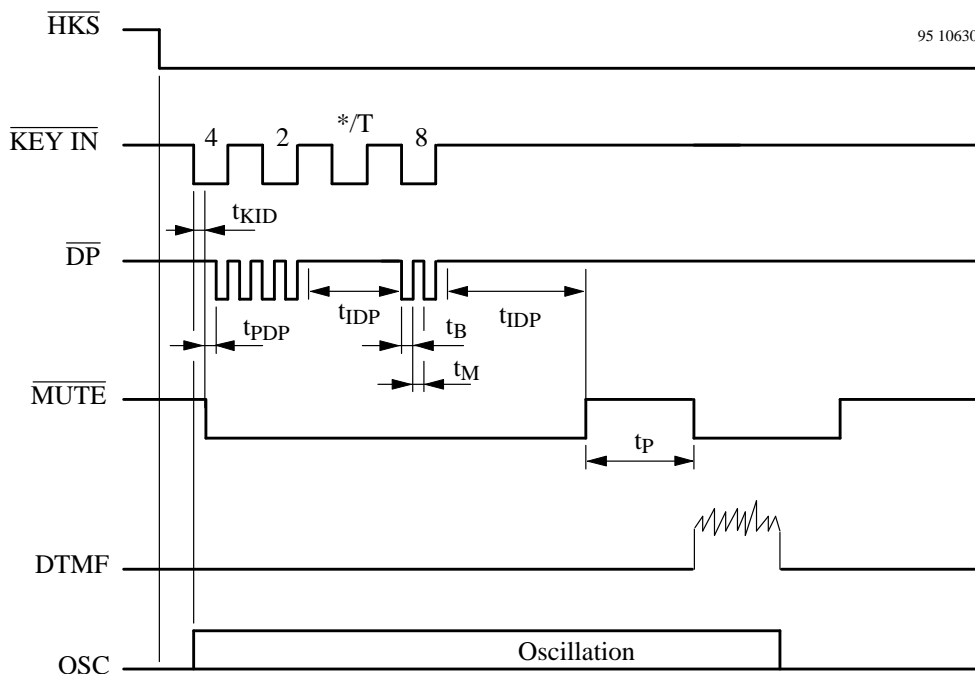 HKS
95 10630
KEY IN
4
2
*/T
8
tKID
DP
tIDP
tIDP
tPDP
tB
tM
MUTE
tP
DTMF
OSC
Oscillation